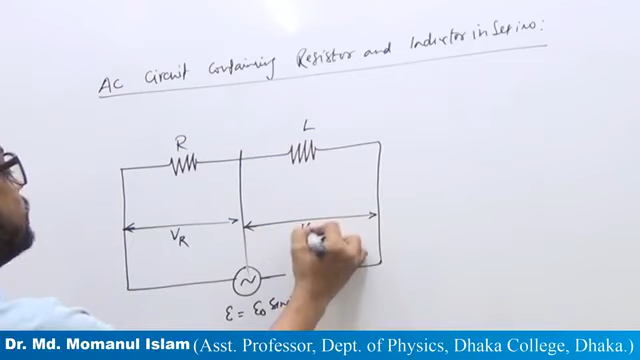 AC Circuit Containing Resistor and Inductor in Series:
R
L
V_R
~
ε = ε₀
Dr. Md. Momanul Islam (Asst. Professor, Dept. of Physics, Dhaka College, Dhaka.)